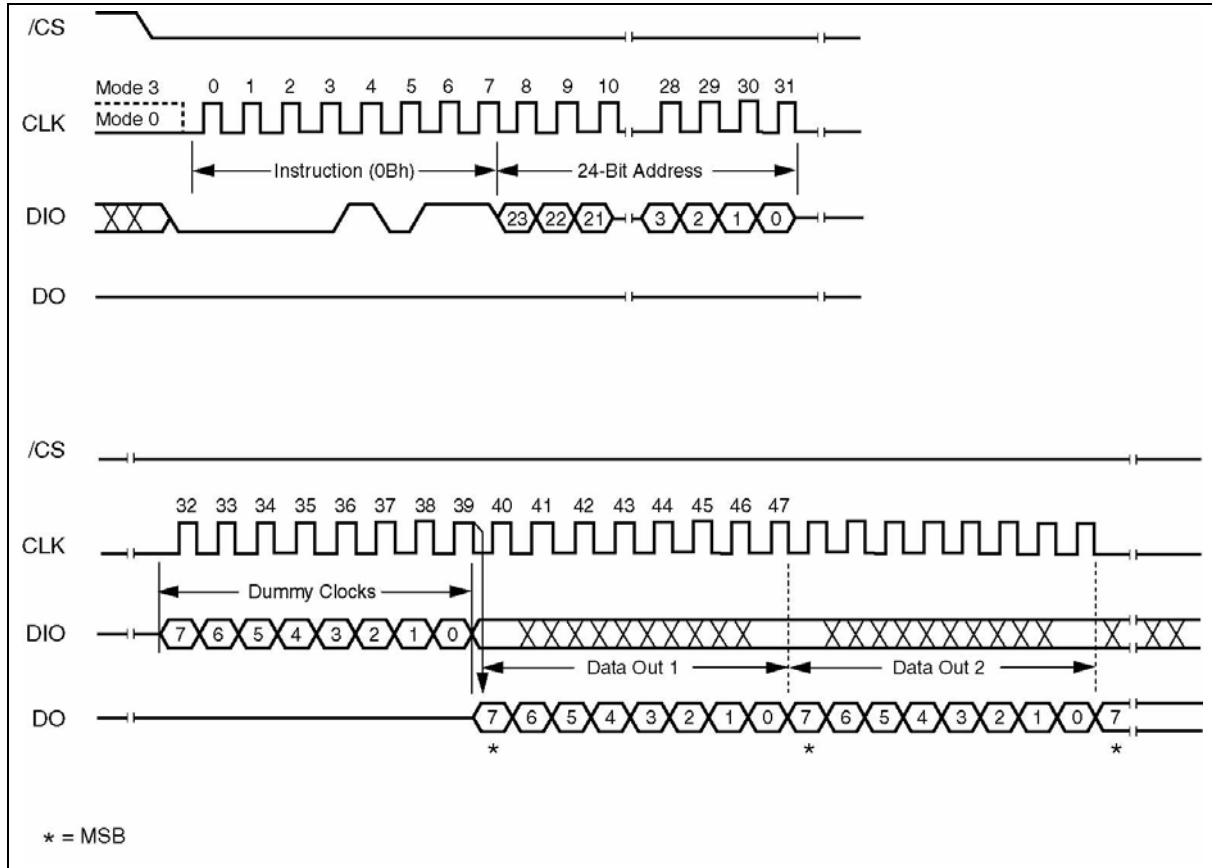 /CS
0 1 2 3 4 5 6 7 8 9 10 28 29 30 31
Mode 3
Mode 0
CLK
Instruction (0Bh) 24-Bit Address
DIO 23 22 21 3 2 1 0
DO
/CS
32 33 34 35 36 37 38 39 40 41 42 43 44 45 46 47
CLK
Dummy Clocks
DIO 7 6 5 4 3 2 1 0
Data Out 1 Data Out 2
DO 7 6 5 4 3 2 1 0 7 6 5 4 3 2 1 0 7
* * *
* = MSB